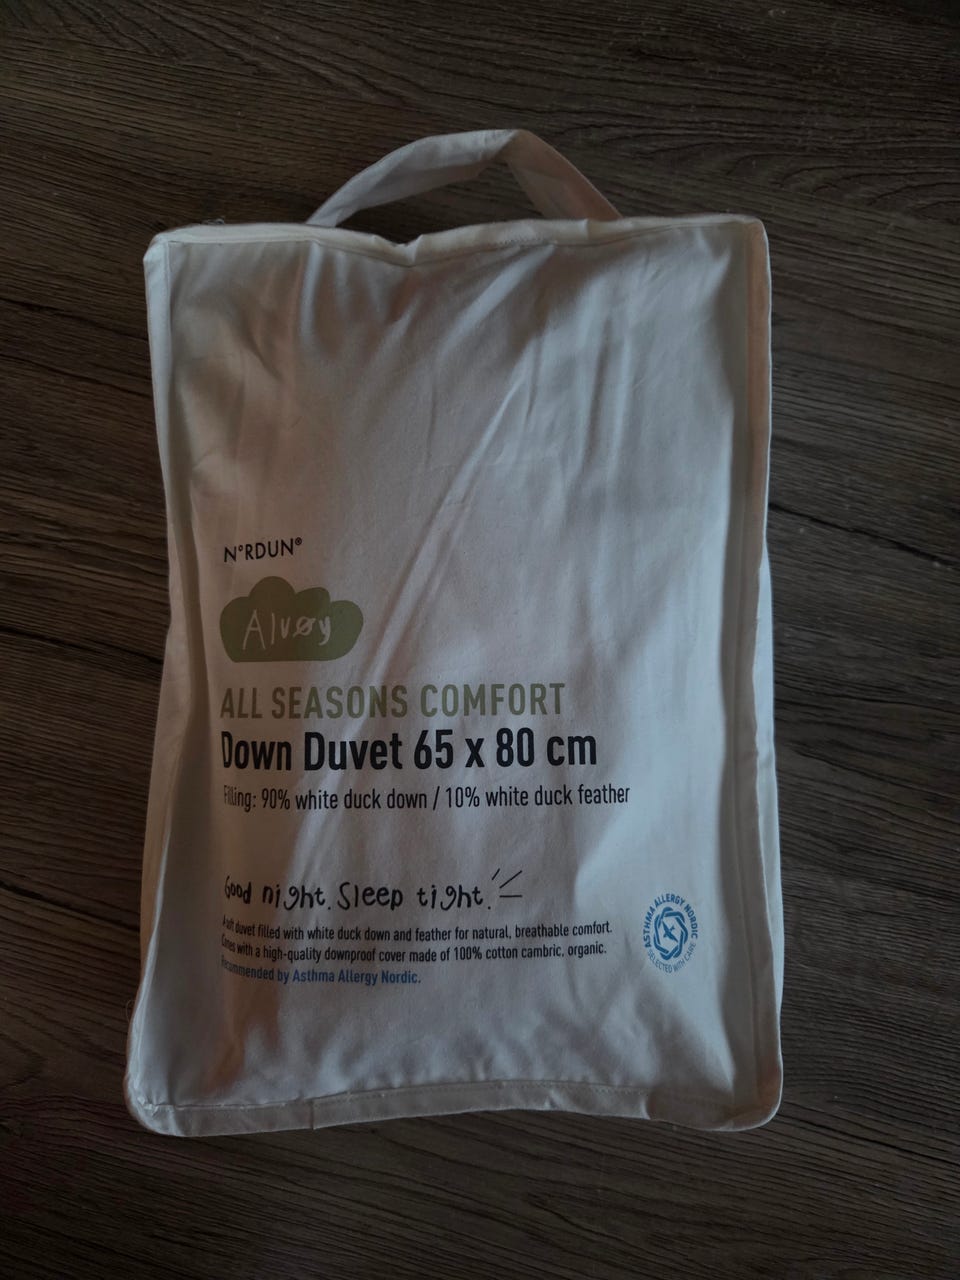 N°RDUN®
Alvøy
ALL SEASONS COMFORT
Down Duvet 65 x 80 cm
Filling: 90% white duck down / 10% white duck feather
Good night. Sleep tight.
A soft duvet filled with white duck down and feather for natural, breathable comfort.
Comes with a high-quality downproof cover made of 100% cotton cambric, organic.
Recommended by Asthma Allergy Nordic.
ASTHMA ALLERGY NORDIC
SELECTED WITH CARE